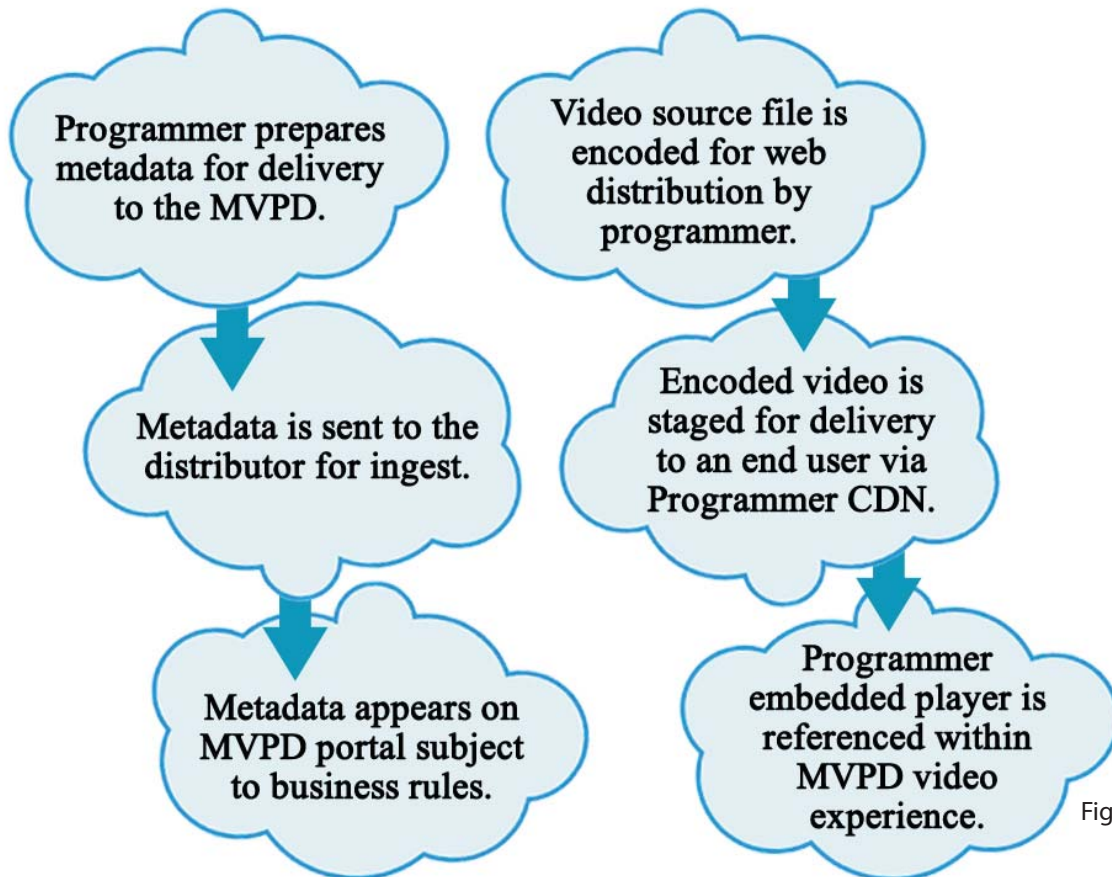 Programmer prepares
metadata for delivery
to the MVPD.
Metadata is sent to the
distributor for ingest.
Metadata appears on
MVPD portal subject
to business rules.
Video source file is
encoded for web
distribution by
programmer.
Encoded video is
staged for delivery
to an end user via
Programmer CDN.
Programmer
embedded player is
referenced within
MVPD video
experience.
Fig